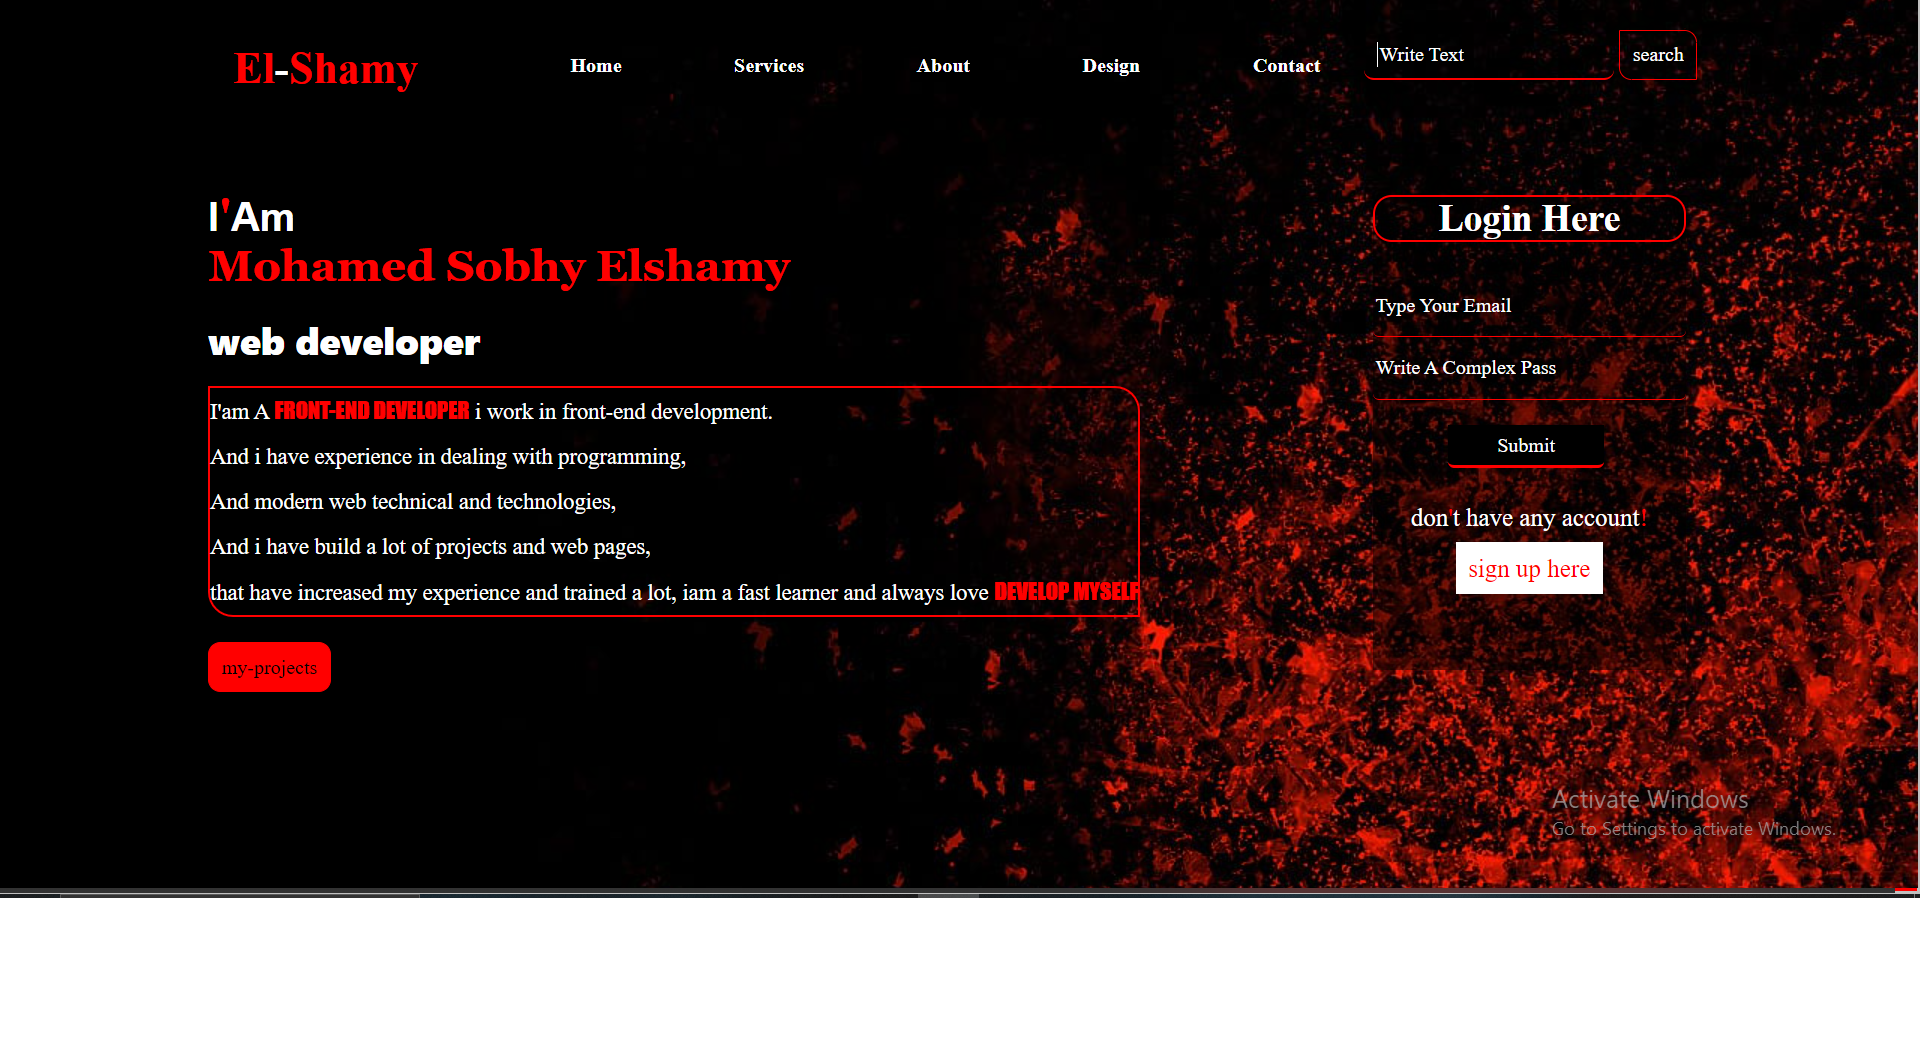 El-Shamy
Home
Services
About
Design
Contact
Write Text
search
I'Am
Mohamed Sobhy Elshamy
web developer
I'am A FRONT-END DEVELOPER i work in front-end development.
And i have experience in dealing with programming,
And modern web technical and technologies,
And i have build a lot of projects and web pages,
that have increased my experience and trained a lot, iam a fast learner and always love DEVELOP MYSELF
my-projects
Login Here
Type Your Email
Write A Complex Pass
Submit
don't have any account!
sign up here
Activate Windows
Go to Settings to activate Windows.